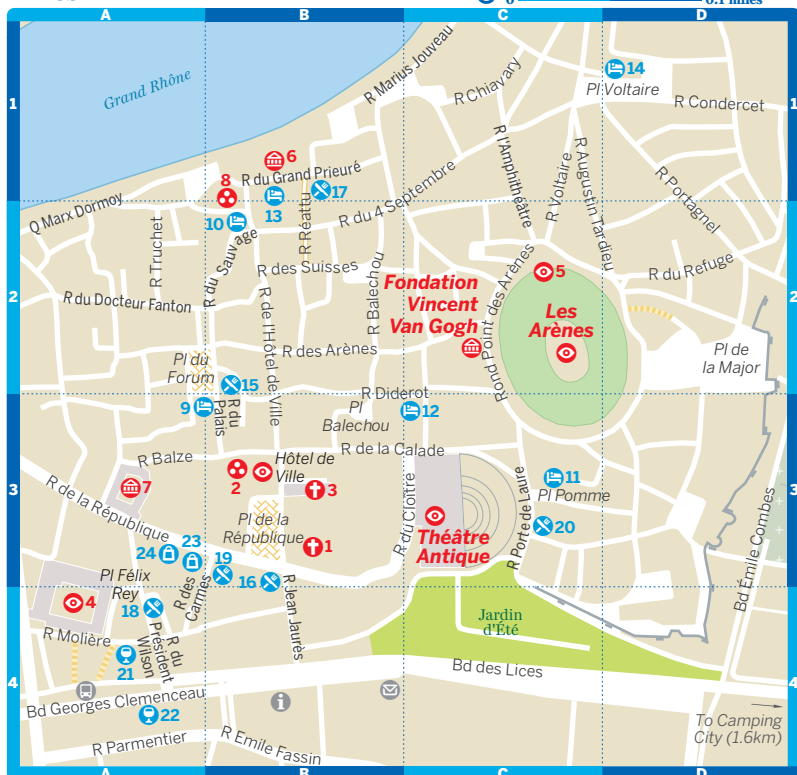 0
0.1 miles
A
B
C
D
1
1
2
2
3
3
4
4
Grand Rhône
R Marius Jouveau
R Chiavary
14
Pl Voltaire
R Condercet
6
R du Grand Prieuré
8
17
13
10
Q Marx Dormoy
R Truchet
R du Sauvage
R Réattu
R du 4 Septembre
R l'Amphithéâtre
R Voltaire
R Augustin Tardieu
R Portagnel
R du Refuge
R des Suisses
R Balechou
R du Docteur Fanton
R de l'Hôtel de Ville
Fondation
Vincent
Van Gogh
Rond Point des Arènes
5
Les
Arènes
Pl de
la Major
R des Arènes
Pl du
Forum
15
R Diderot
9
R du
Palais
Pl
Balechou
12
R de la Calade
R Balze
Hôtel de
Ville
2
3
7
R de la République
Pl de la
République
1
R du Cloître
Théâtre
Antique
R Porte de Laure
11
Pl Pomme
20
Bd Émile Combes
24
23
19
16
Pl Félix
Rey
R des
Carmes
4
18
R Jean Jaurès
R Molière
R du
Président
Wilson
21
Jardin
d'Été
Bd des Lices
Bd Georges Clemenceau
22
R Parmentier
R Emile Fassin
To Camping
City (1.6km)
A
B
C
D